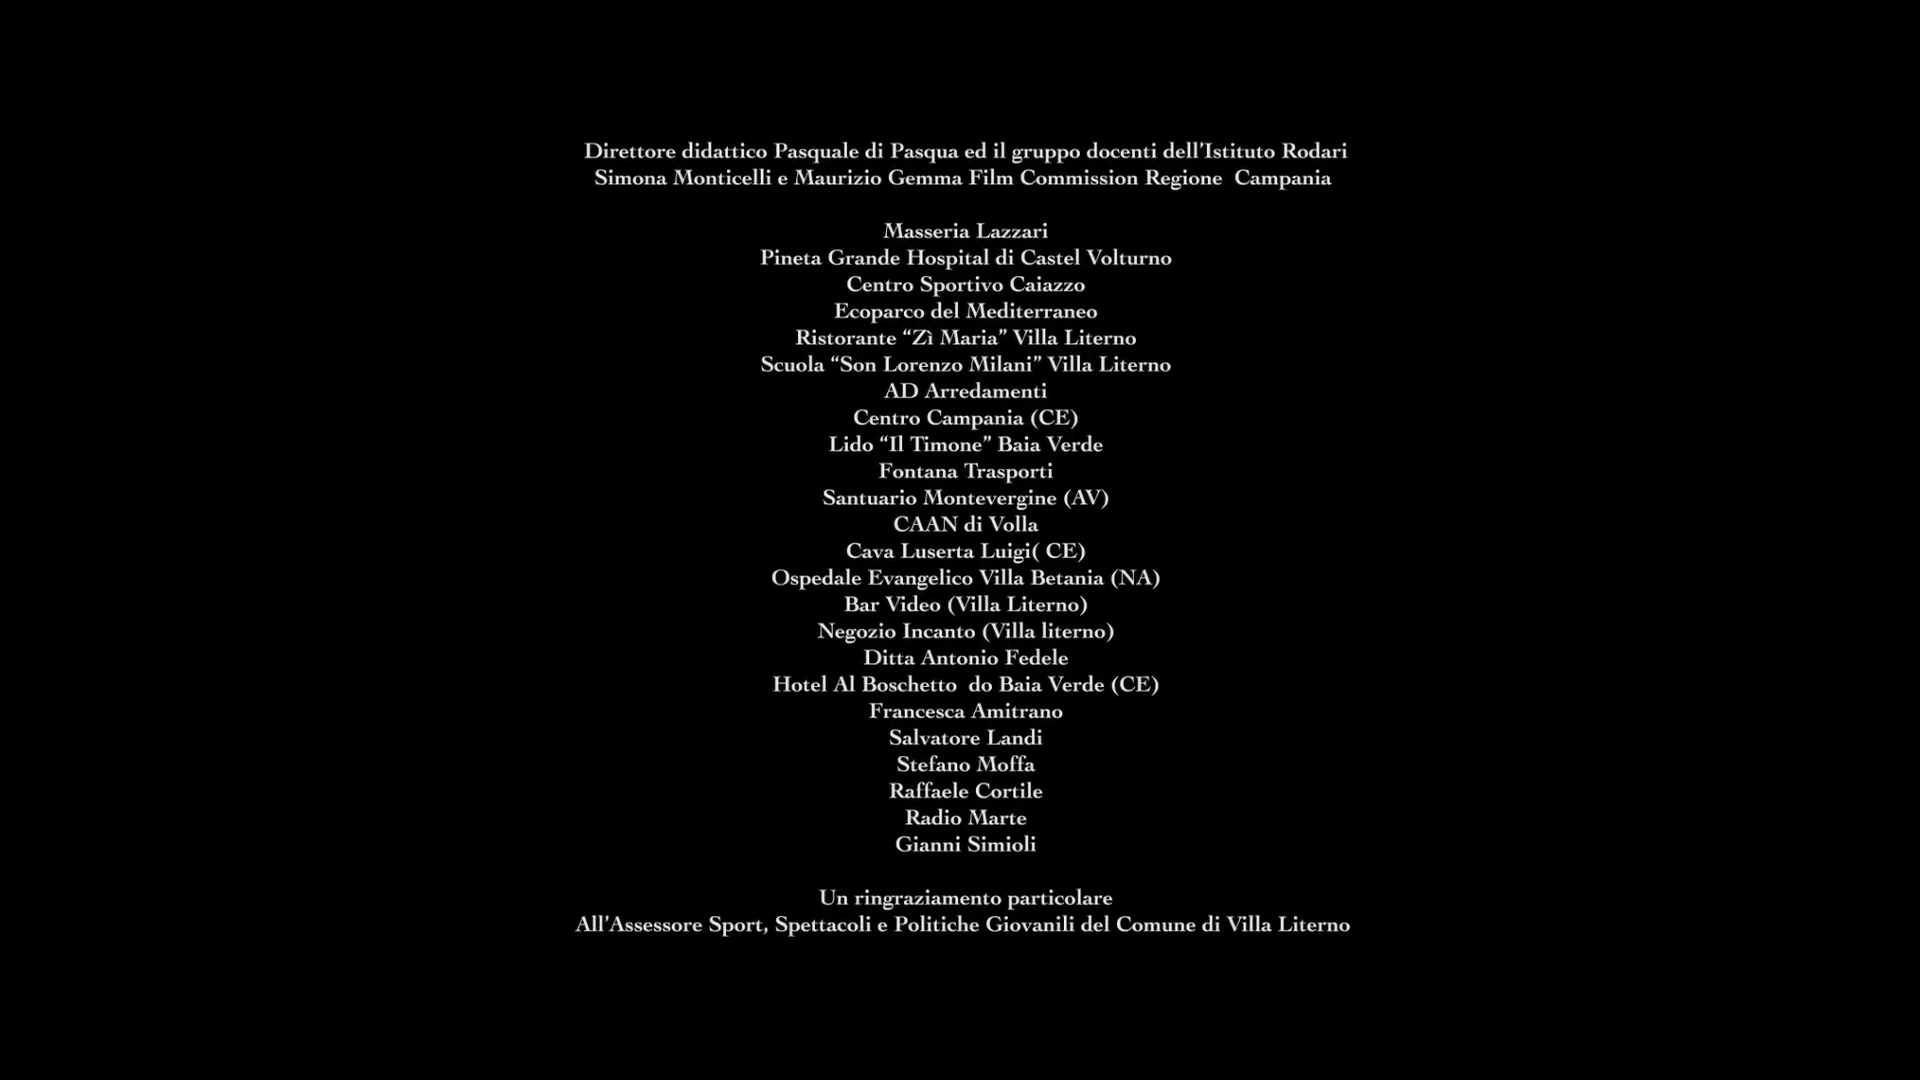 Direttore didattico Pasquale di Pasqua ed il gruppo docenti dell'Istituto Rodari
Simona Monticelli e Maurizio Gemma Film Commission Regione  Campania
Masseria Lazzari
Pineta Grande Hospital di Castel Volturno
Centro Sportivo Caiazzo
Ecoparco del Mediterraneo
Ristorante “Zì Maria” Villa Literno
Scuola “Son Lorenzo Milani” Villa Literno
AD Arredamenti
Centro Campania (CE)
Lido “Il Timone” Baia Verde
Fontana Trasporti
Santuario Montevergine (AV)
CAAN di Volla
Cava Luserta Luigi( CE)
Ospedale Evangelico Villa Betania (NA)
Bar Video (Villa Literno)
Negozio Incanto (Villa literno)
Ditta Antonio Fedele
Hotel Al Boschetto  do Baia Verde (CE)
Francesca Amitrano
Salvatore Landi
Stefano Moffa
Raffaele Cortile
Radio Marte
Gianni Simioli
Un ringraziamento particolare
All'Assessore Sport, Spettacoli e Politiche Giovanili del Comune di Villa Literno